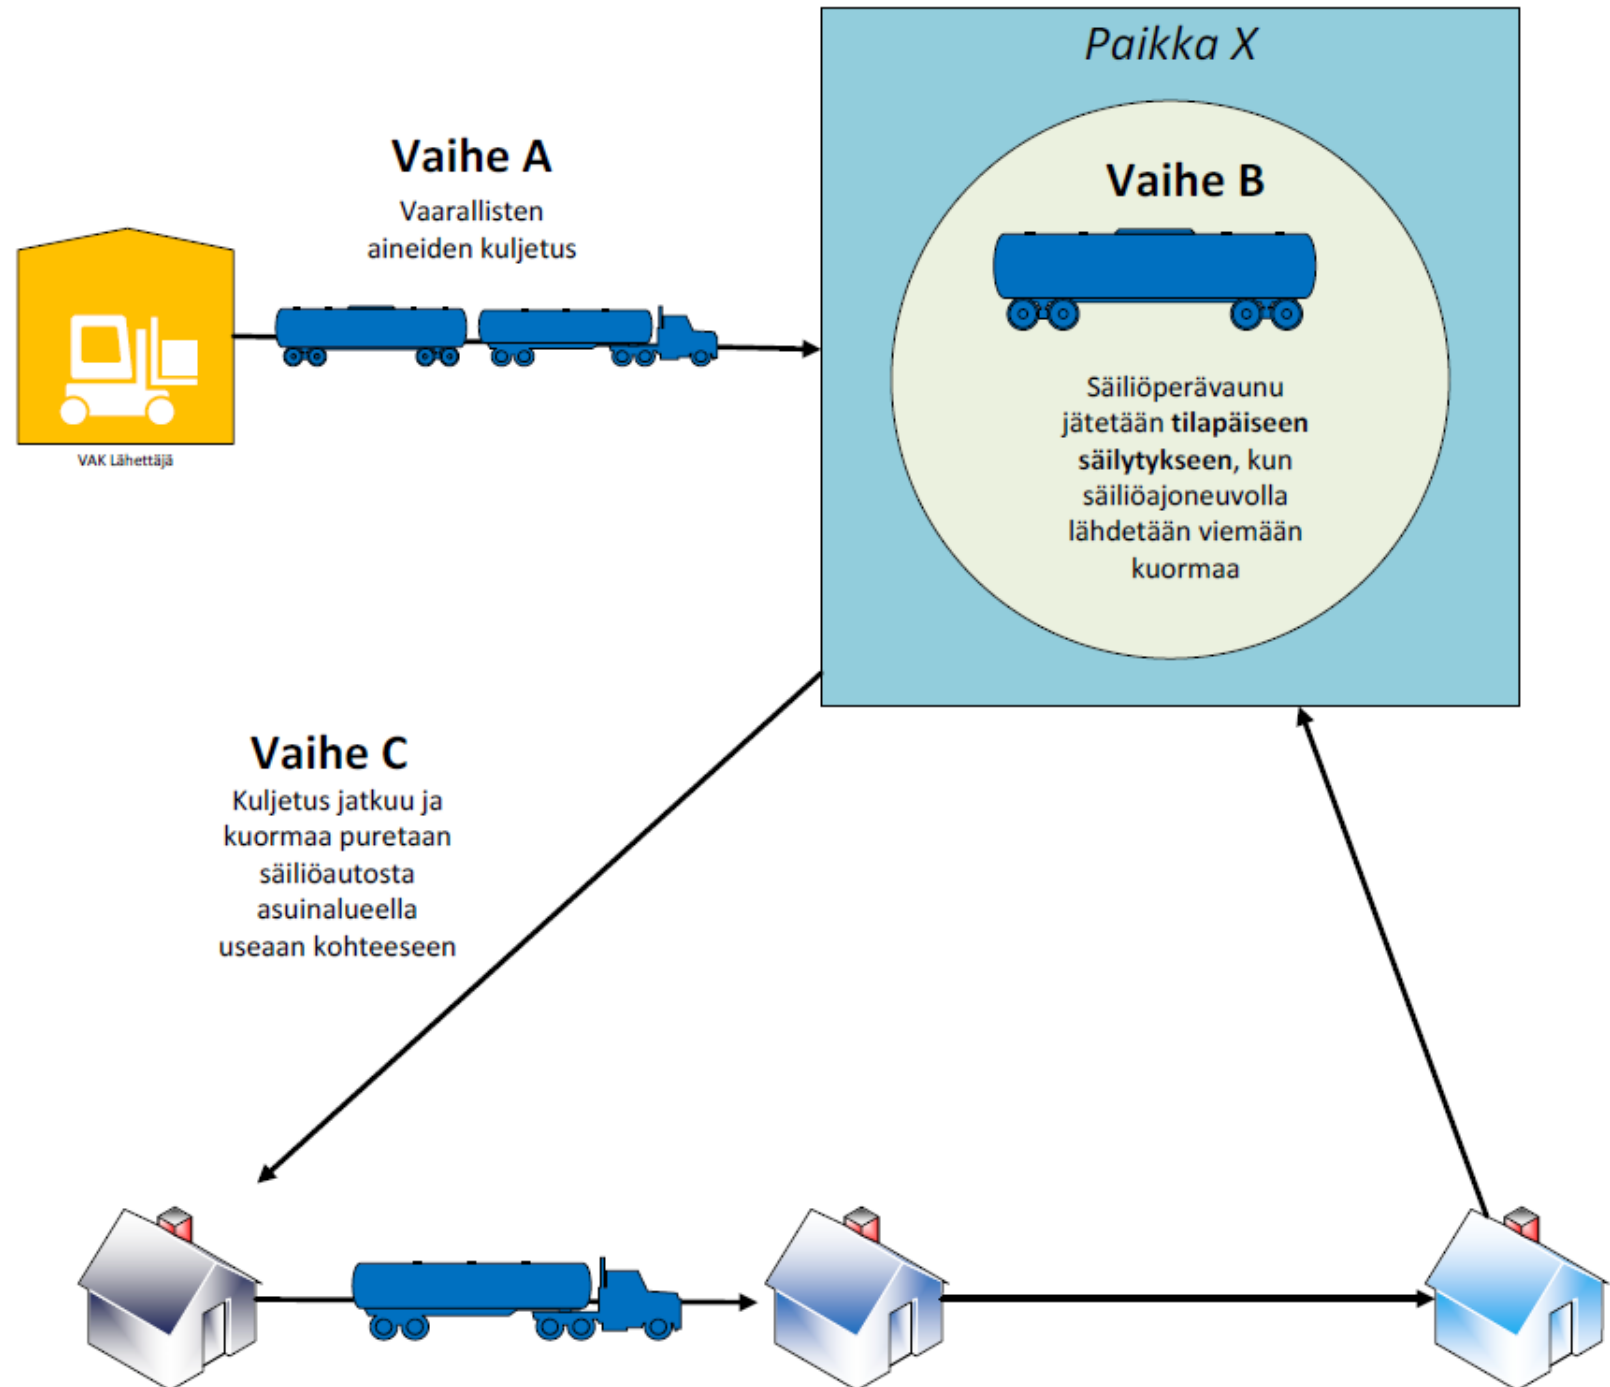 Paikka X
Vaihe A
Vaarallisten
aineiden kuljetus
VAK Lähettäjä
Vaihe B
Säiliöperävaunu
jätetään tilapäiseen
säilytykseen, kun
säiliöajoneuvolla
lähdetään viemään
kuormaa
Vaihe C
Kuljetus jatkuu ja
kuormaa puretaan
säiliöautosta
asuinalueella
useaan kohteeseen